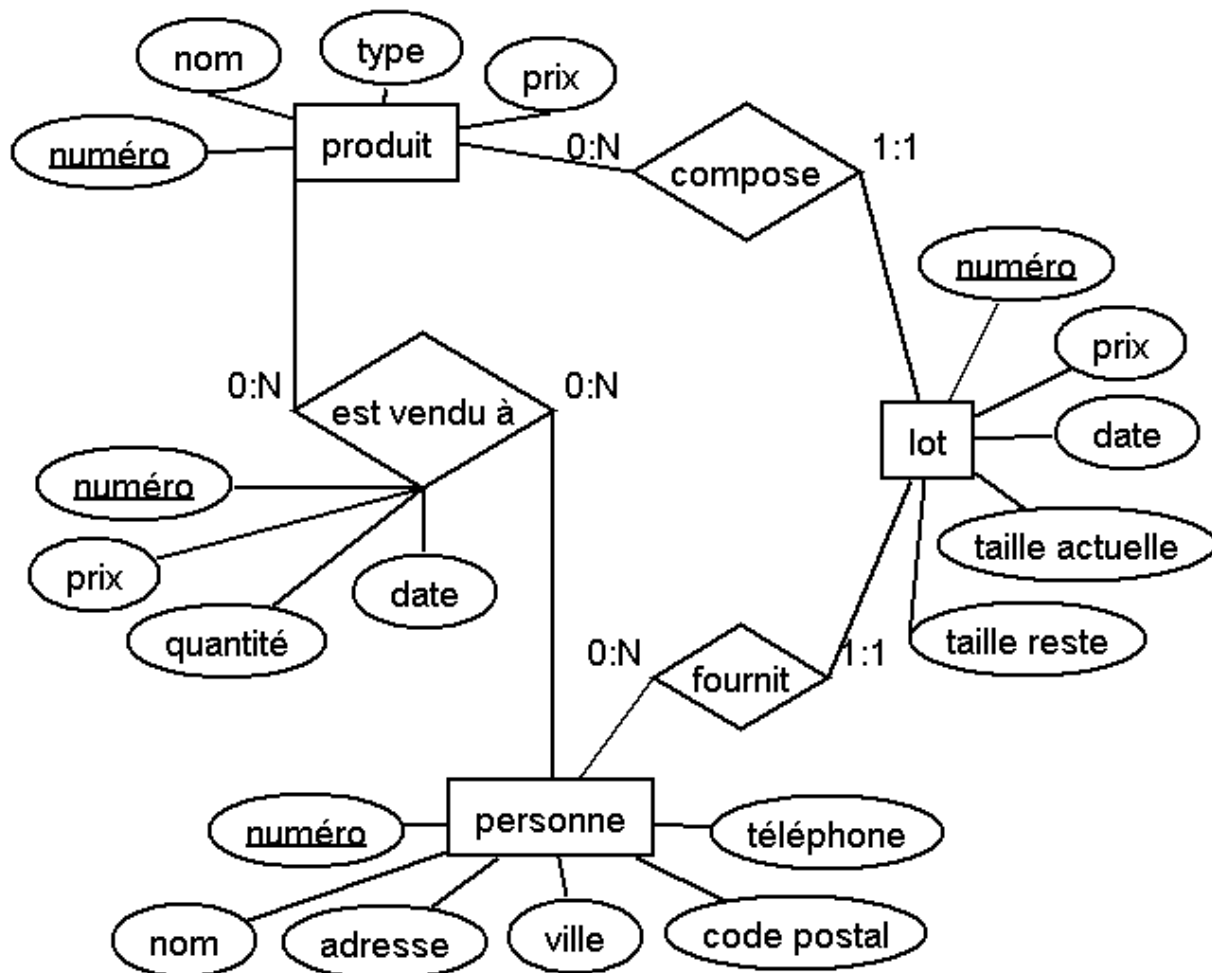 nom
type
prix
numéro
produit
0:N
compose
1:1
numéro
prix
lot
date
taille actuelle
taille reste
0:N
est vendu à
0:N
numéro
prix
quantité
date
0:N
fournit
1:1
numéro
personne
téléphone
nom
adresse
ville
code postal